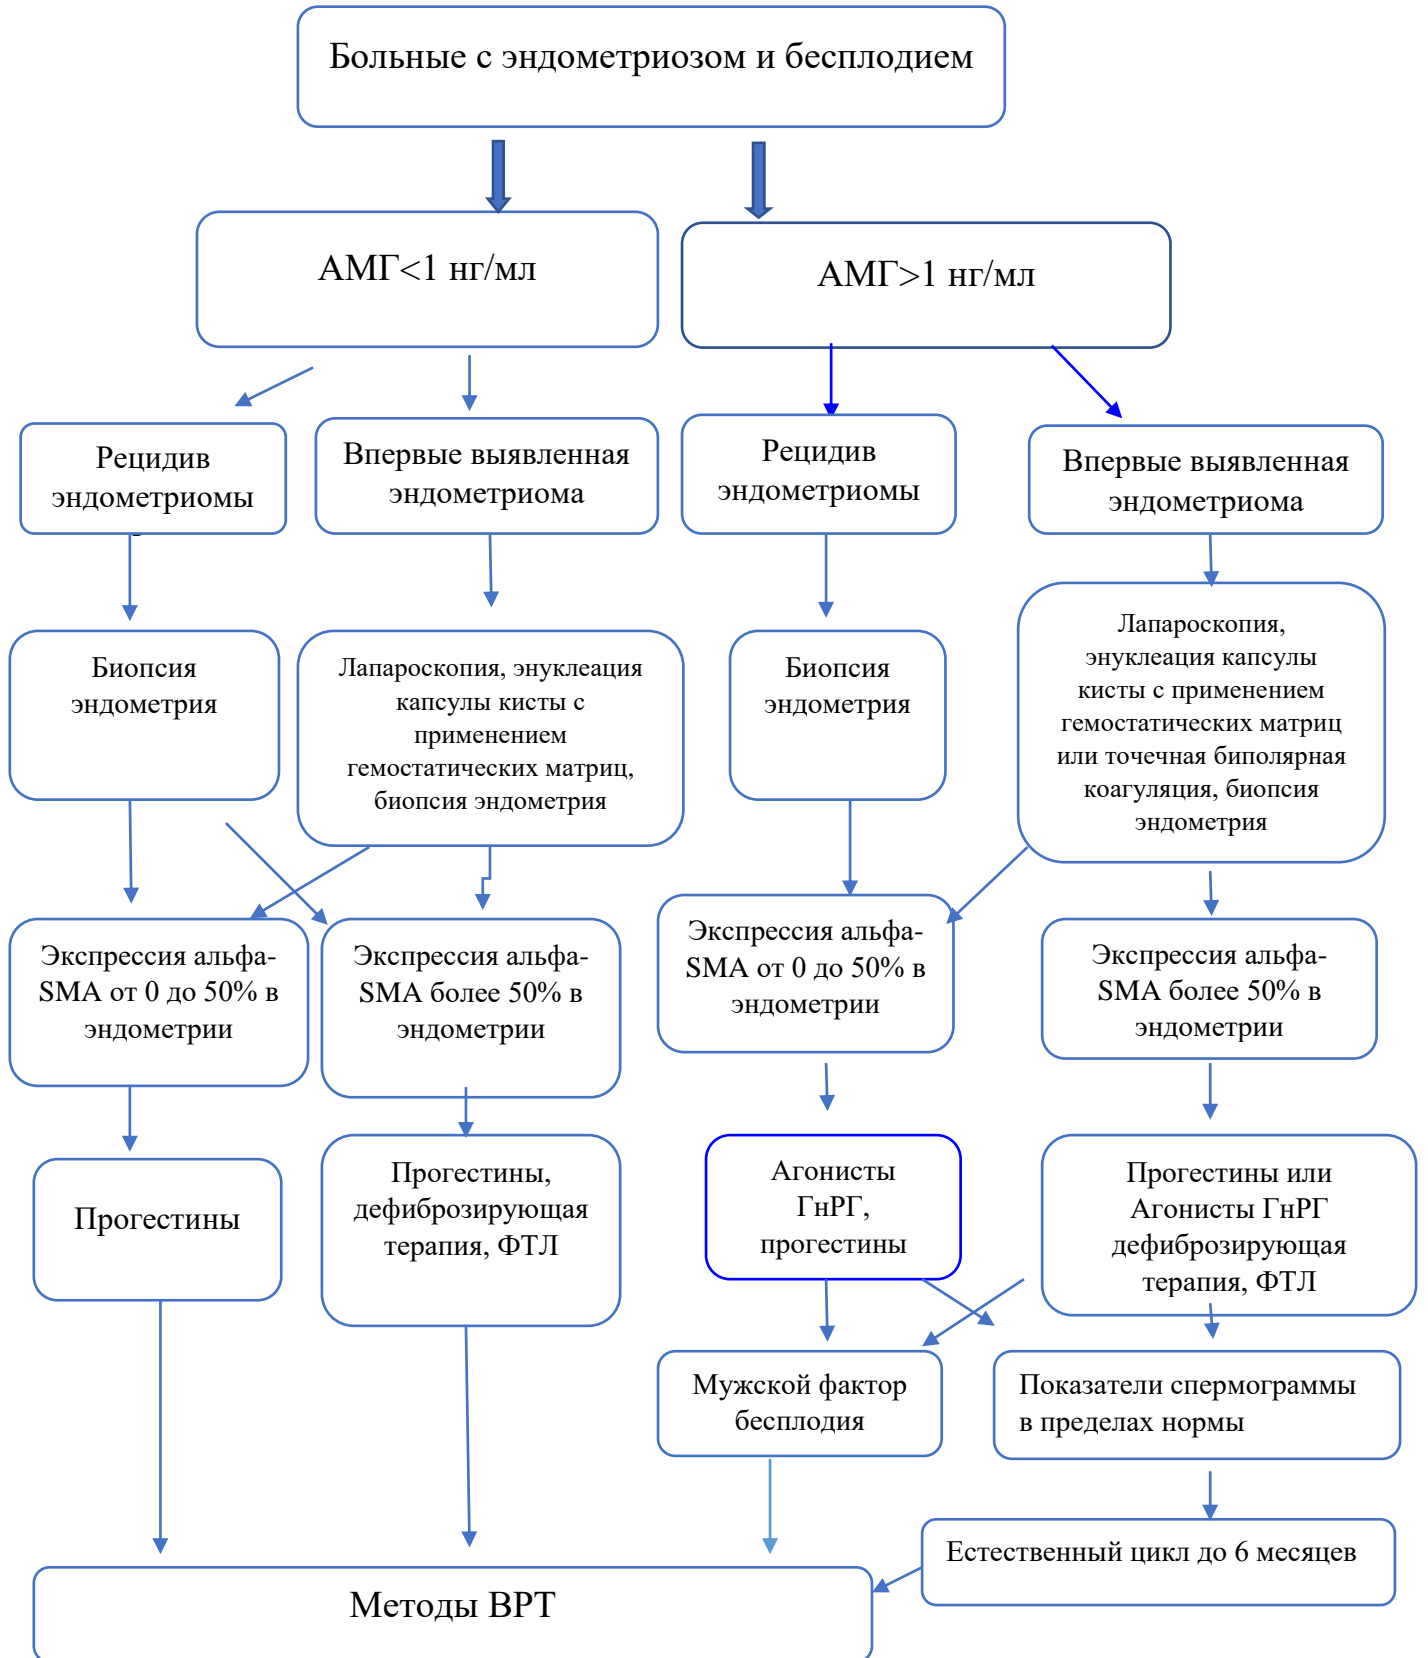 Больные с эндометриозом и бесплодием
АМГ<1 нг/мл
АМГ>1 нг/мл
Рецидив
эндометриомы
Впервые выявленная
эндометриома
Рецидив
эндометриомы
Впервые выявленная
эндометриома
Биопсия
эндометрия
Лапароскопия, энуклеация
капсулы кисты с
применением
гемостатических матриц,
биопсия эндометрия
Биопсия
эндометрия
Лапароскопия,
энуклеация капсулы
кисты с применением
гемостатических матриц
или точечная биполярная
коагуляция, биопсия
эндометрия
Экспрессия альфа-
SMA от 0 до 50% в
эндометрии
Экспрессия альфа-
SMA более 50% в
эндометрии
Экспрессия альфа-
SMA от 0 до 50% в
эндометрии
Экспрессия альфа-
SMA более 50% в
эндометрии
Прогестины
Прогестины,
дефиброзирующая
терапия, ФТЛ
Агонисты
ГнРГ,
прогестины
Прогестины или
Агонисты ГнРГ
дефиброзирующая
терапия, ФТЛ
Мужской фактор
бесплодия
Показатели спермограммы
в пределах нормы
Естественный цикл до 6 месяцев
Методы ВРТ